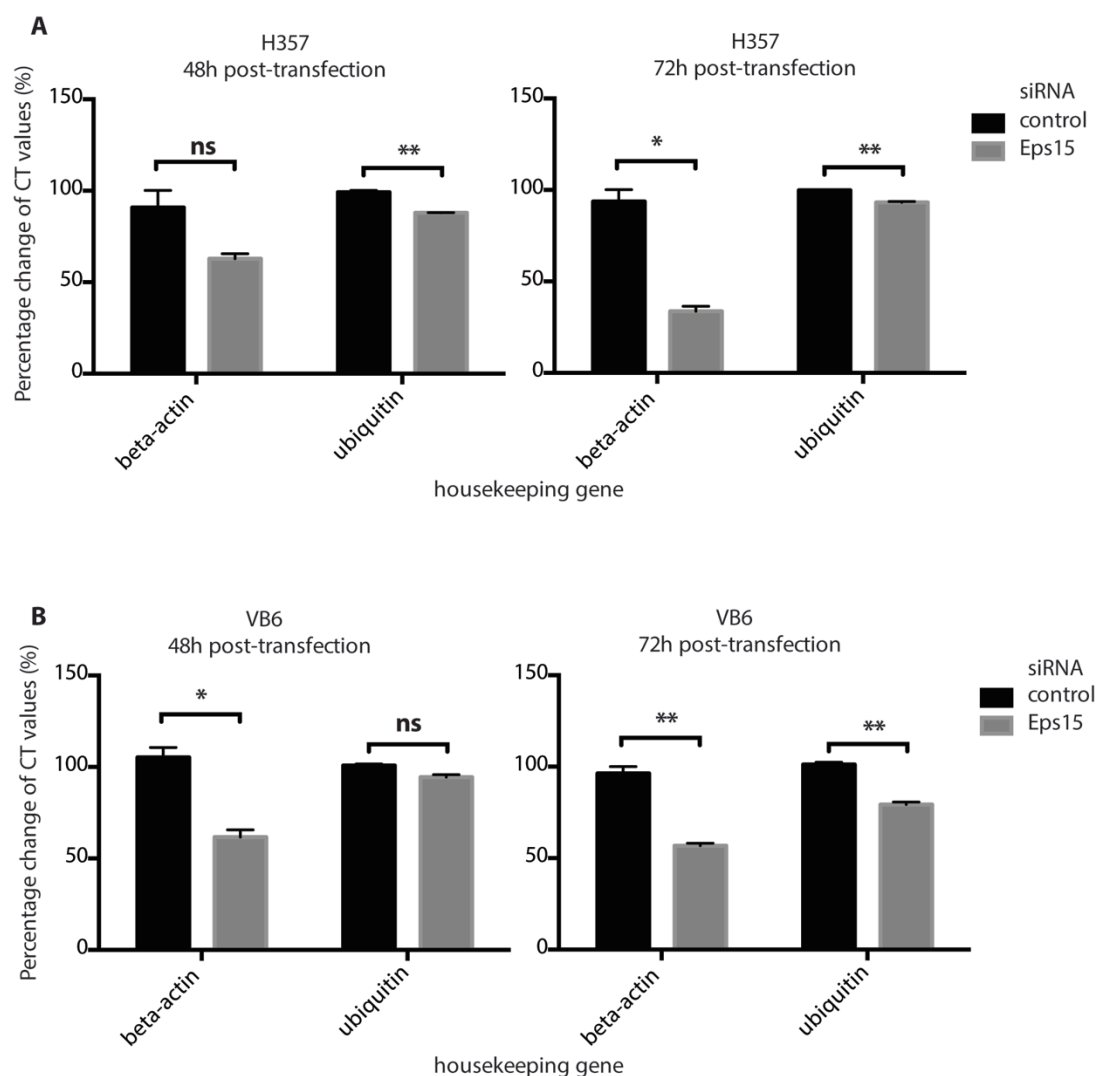 A
H357
48h post-transfection
H357
72h post-transfection
siRNA
control
Eps15
Percentage change of CT values (%)
150
100
50
0
ns
**
beta-actin
ubiquitin
150
100
50
0
*
**
beta-actin
ubiquitin
housekeeping gene
B
VB6
48h post-transfection
VB6
72h post-transfection
siRNA
control
Eps15
Percentage change of CT values (%)
150
100
50
0
*
ns
beta-actin
ubiquitin
150
100
50
0
**
**
beta-actin
ubiquitin
housekeeping gene